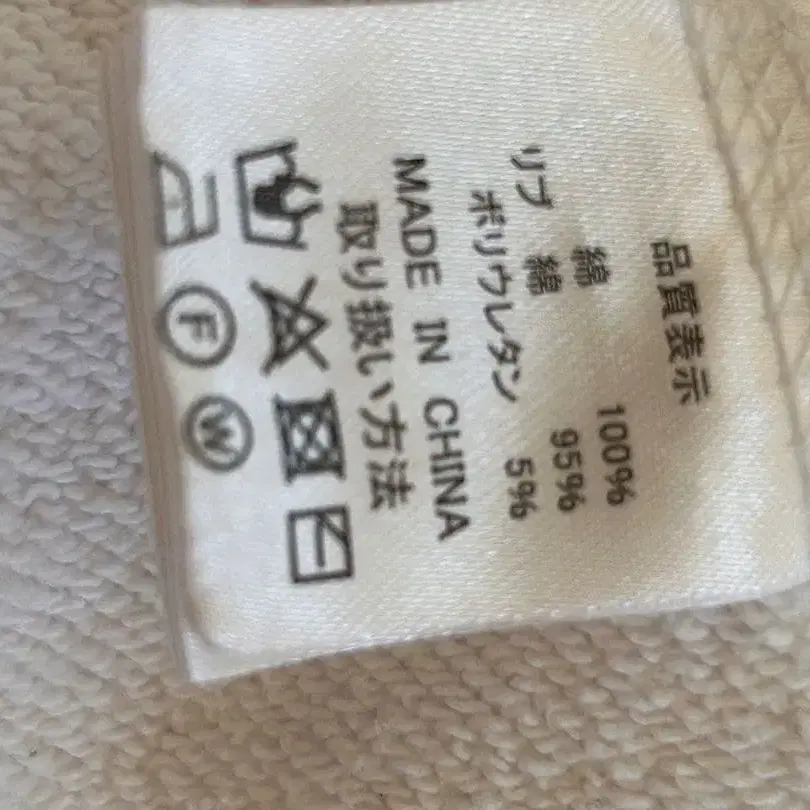 品質表示
綿 100%
リブ 綿 95%
ポリウレタン 5%
MADE IN CHINA
取り扱い方法
F W